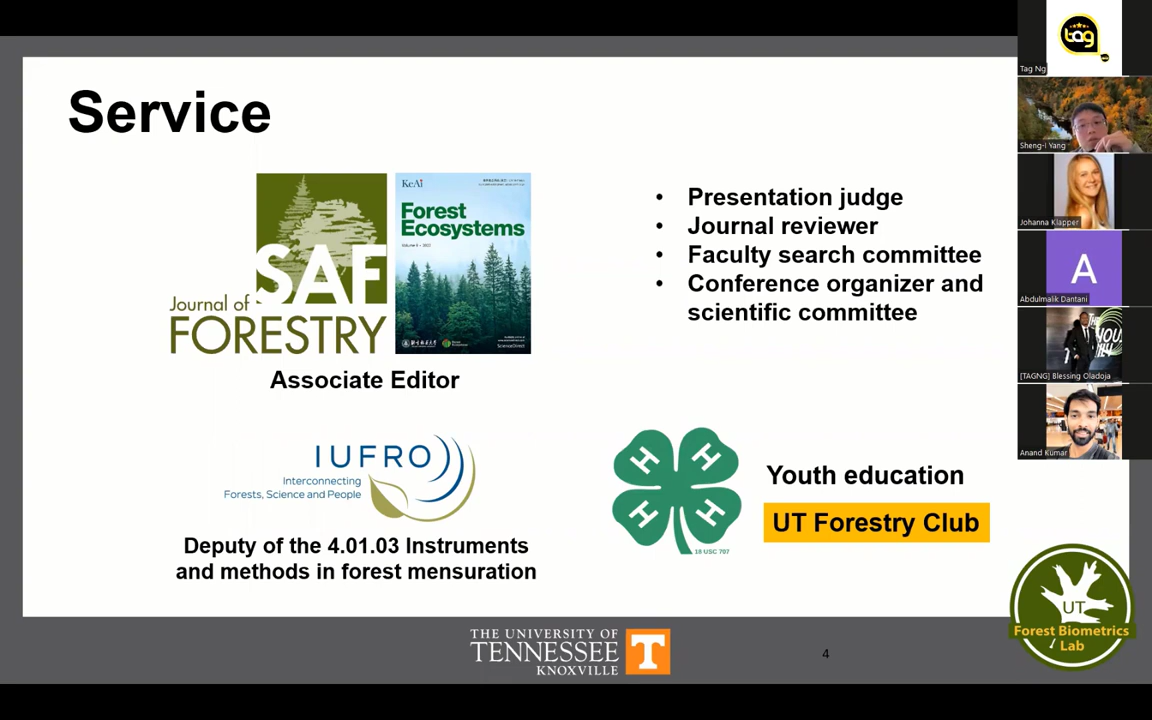 Service
SAF
Journal of
FORESTRY
KeAi
Forest
Ecosystems
Associate Editor
• Presentation judge
• Journal reviewer
• Faculty search committee
• Conference organizer and
scientific committee
IUFRO
Interconnecting
Forests, Science and People
Deputy of the 4.01.03 Instruments
and methods in forest mensuration
H H
H H
18 USC 707
Youth education
UT Forestry Club
THE UNIVERSITY OF
TENNESSEE
KNOXVILLE
T
4
UT
Forest Biometrics
Lab
tag
Tag Ng
Sheng-I Yang
Johanna Klapper
A
Abdulmalik Dantani
[TAGNG] Blessing Oladoja
Anand Kumar